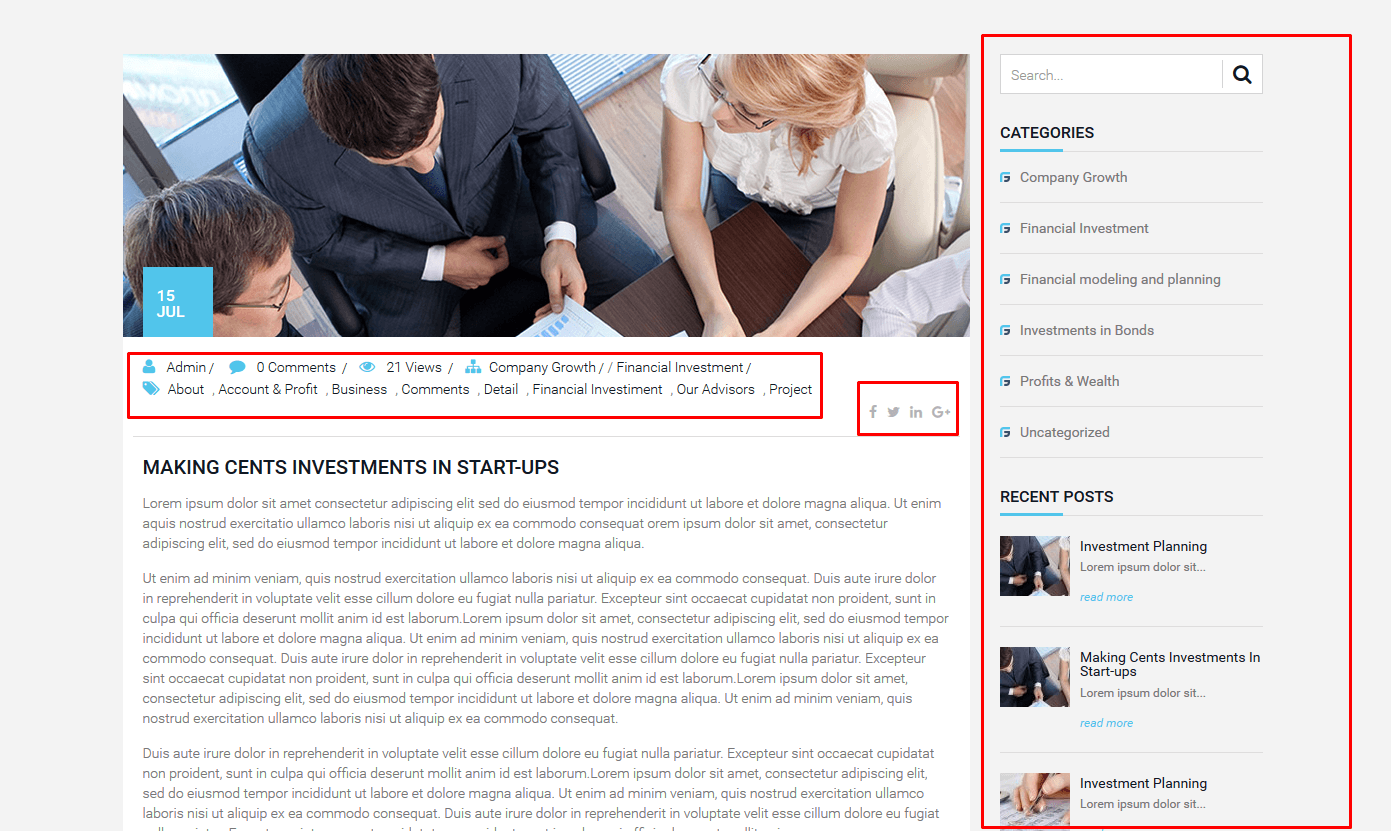 15
JUL
Admin / 0 Comments / 21 Views / Company Growth / / Financial Investment /
About , Account & Profit , Business , Comments , Detail , Financial Investiment , Our Advisors , Project
MAKING CENTS INVESTMENTS IN START-UPS
Lorem ipsum dolor sit amet consectetur adipiscing elit sed do eiusmod tempor incididunt ut labore et dolore magna aliqua. Ut enim
aquis nostrud exercitatio ullamco laboris nisi ut aliquip ex ea commodo consequat orem ipsum dolor sit amet, consectetur
adipiscing elit, sed do eiusmod tempor incididunt ut labore et dolore magna aliqua.
Ut enim ad minim veniam, quis nostrud exercitation ullamco laboris nisi ut aliquip ex ea commodo consequat. Duis aute irure dolor
in reprehenderit in voluptate velit esse cillum dolore eu fugiat nulla pariatur. Excepteur sint occaecat cupidatat non proident, sunt in
culpa qui officia deserunt mollit anim id est laborum.Lorem ipsum dolor sit amet, consectetur adipiscing elit, sed do eiusmod tempor
incididunt ut labore et dolore magna aliqua. Ut enim ad minim veniam, quis nostrud exercitation ullamco laboris nisi ut aliquip ex ea
commodo consequat. Duis aute irure dolor in reprehenderit in voluptate velit esse cillum dolore eu fugiat nulla pariatur. Excepteur
sint occaecat cupidatat non proident, sunt in culpa qui officia deserunt mollit anim id est laborum.Lorem ipsum dolor sit amet,
consectetur adipiscing elit, sed do eiusmod tempor incididunt ut labore et dolore magna aliqua. Ut enim ad minim veniam, quis
nostrud exercitation ullamco laboris nisi ut aliquip ex ea commodo consequat.
Duis aute irure dolor in reprehenderit in voluptate velit esse cillum dolore eu fugiat nulla pariatur. Excepteur sint occaecat cupidatat
non proident, sunt in culpa qui officia deserunt mollit anim id est laborum.Lorem ipsum dolor sit amet, consectetur adipiscing elit,
sed do eiusmod tempor incididunt ut labore et dolore magna aliqua. Ut enim ad minim veniam, quis nostrud exercitation ullamco
laboris nisi ut aliquip ex ea commodo consequat. Duis aute irure dolor in reprehenderit in voluptate velit esse cillum dolore eu fugiat
Search...
CATEGORIES
Company Growth
Financial Investment
Financial modeling and planning
Investments in Bonds
Profits & Wealth
Uncategorized
RECENT POSTS
Investment Planning
Lorem ipsum dolor sit...
read more
Making Cents Investments In
Start-ups
Lorem ipsum dolor sit...
read more
Investment Planning
Lorem ipsum dolor sit...